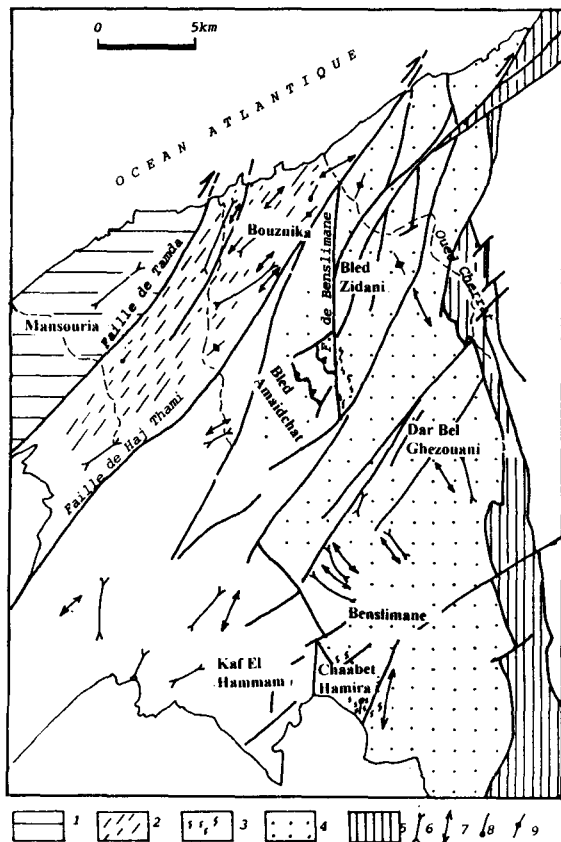 0 5km
OCEAN ATLANTIQUE
Bouznika
Faille de Tamda
Mansouria
F. de Benslimane
Bled
Zidani
Oued Cherrat
Bled
Amaidchat
Faille de Haj Thami
Dar Bel
Ghezouani
Benslimane
Kaf El
Hammam
Chaabet
Hamira
1 2 3 4 5 6 7 8 9